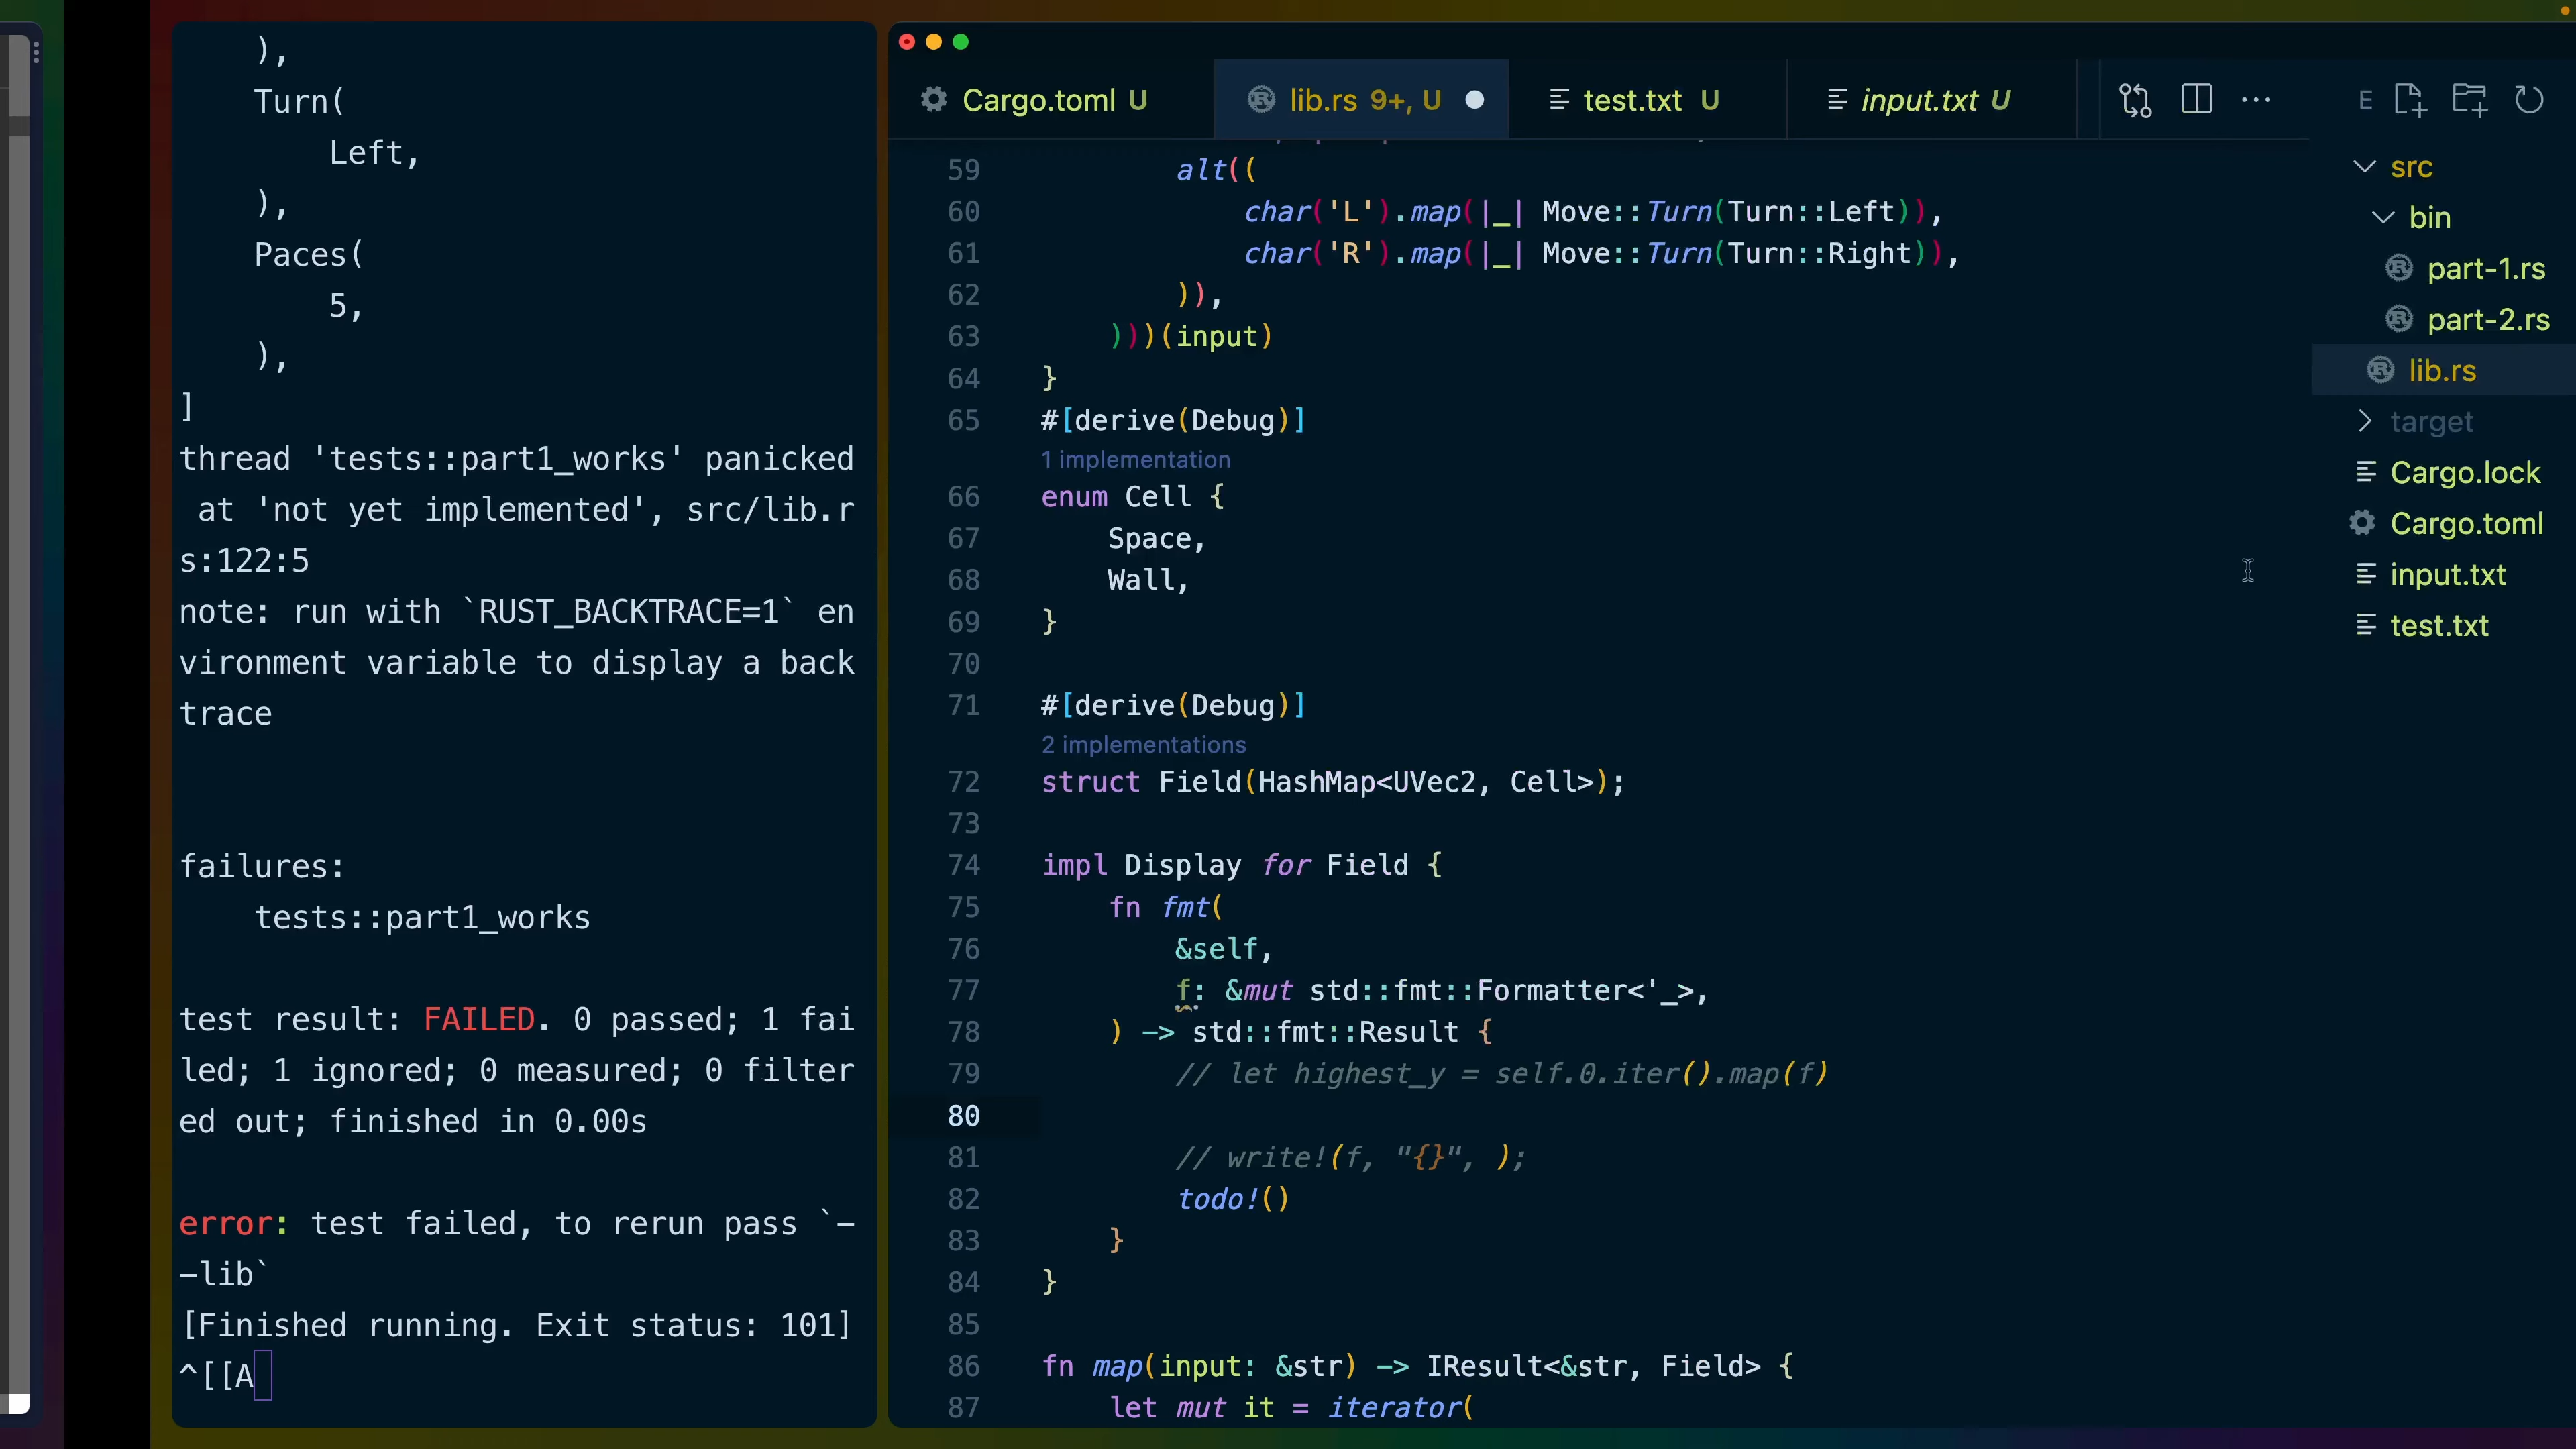 ),
    Turn(
        Left,
    ),
    Paces(
        5,
    ),
]
thread 'tests::part1_works' panicked
 at 'not yet implemented', src/lib.r
s:122:5
note: run with `RUST_BACKTRACE=1` en
vironment variable to display a back
trace
failures:
    tests::part1_works
test result: FAILED. 0 passed; 1 fai
led; 1 ignored; 0 measured; 0 filter
ed out; finished in 0.00s
error: test failed, to rerun pass `-
-lib`
[Finished running. Exit status: 101]
^[[A
Cargo.toml U
lib.rs 9+, U
test.txt U
input.txt U
59 alt((
60 char('L').map(|_| Move::Turn(Turn::Left)),
61 char('R').map(|_| Move::Turn(Turn::Right)),
62 )),
63 )))(input)
64 }
65 #[derive(Debug)]
1 implementation
66 enum Cell {
67     Space,
68     Wall,
69 }
70
71 #[derive(Debug)]
2 implementations
72 struct Field(HashMap<UVec2, Cell>);
73
74 impl Display for Field {
75     fn fmt(
76         &self,
77         f: &mut std::fmt::Formatter<'_>,
78     ) -> std::fmt::Result {
79         // let highest_y = self.0.iter().map(f)
80
81         // write!(f, "{}", );
82         todo!()
83     }
84 }
85
86 fn map(input: &str) -> IResult<&str, Field> {
87     let mut it = iterator(
E
src
bin
part-1.rs
part-2.rs
lib.rs
target
Cargo.lock
Cargo.toml
input.txt
test.txt